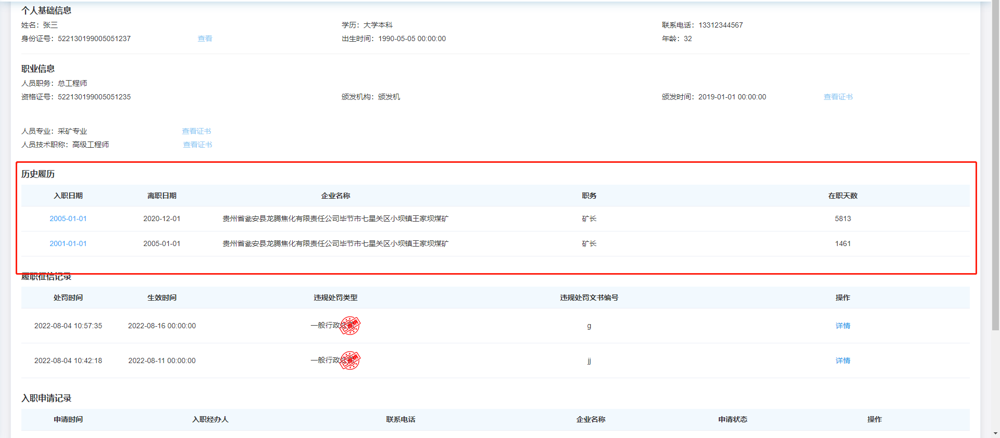 个人基础信息
姓名：张三 学历：大学本科 联系电话：13312344567
身份证号：522130199005051237 查看 出生时间：1990-05-05 00:00:00 年龄：32
职业信息
人员职务：总工程师
资格证号：522130199005051235 颁发机构：颁发机 颁发时间：2019-01-01 00:00:00 查看证书
人员专业：采矿专业 查看证书
人员技术职称：高级工程师 查看证书
历史履历
入职日期 离职日期 企业名称 职务 在职天数
2005-01-01 2020-12-01 贵州省瓮安县龙腾焦化有限责任公司毕节市七星关区小坝镇王家坝煤矿 矿长 5813
2001-01-01 2005-01-01 贵州省瓮安县龙腾焦化有限责任公司毕节市七星关区小坝镇王家坝煤矿 矿长 1461
履职征信记录
处罚时间 生效时间 违规处罚类型 违规处罚文书编号 操作
2022-08-04 10:57:35 2022-08-16 00:00:00 一般行政 g 详情
2022-08-04 10:42:18 2022-08-11 00:00:00 一般行政 jj 详情
入职申请记录
申请时间 入职经办人 联系电话 企业名称 申请状态 操作